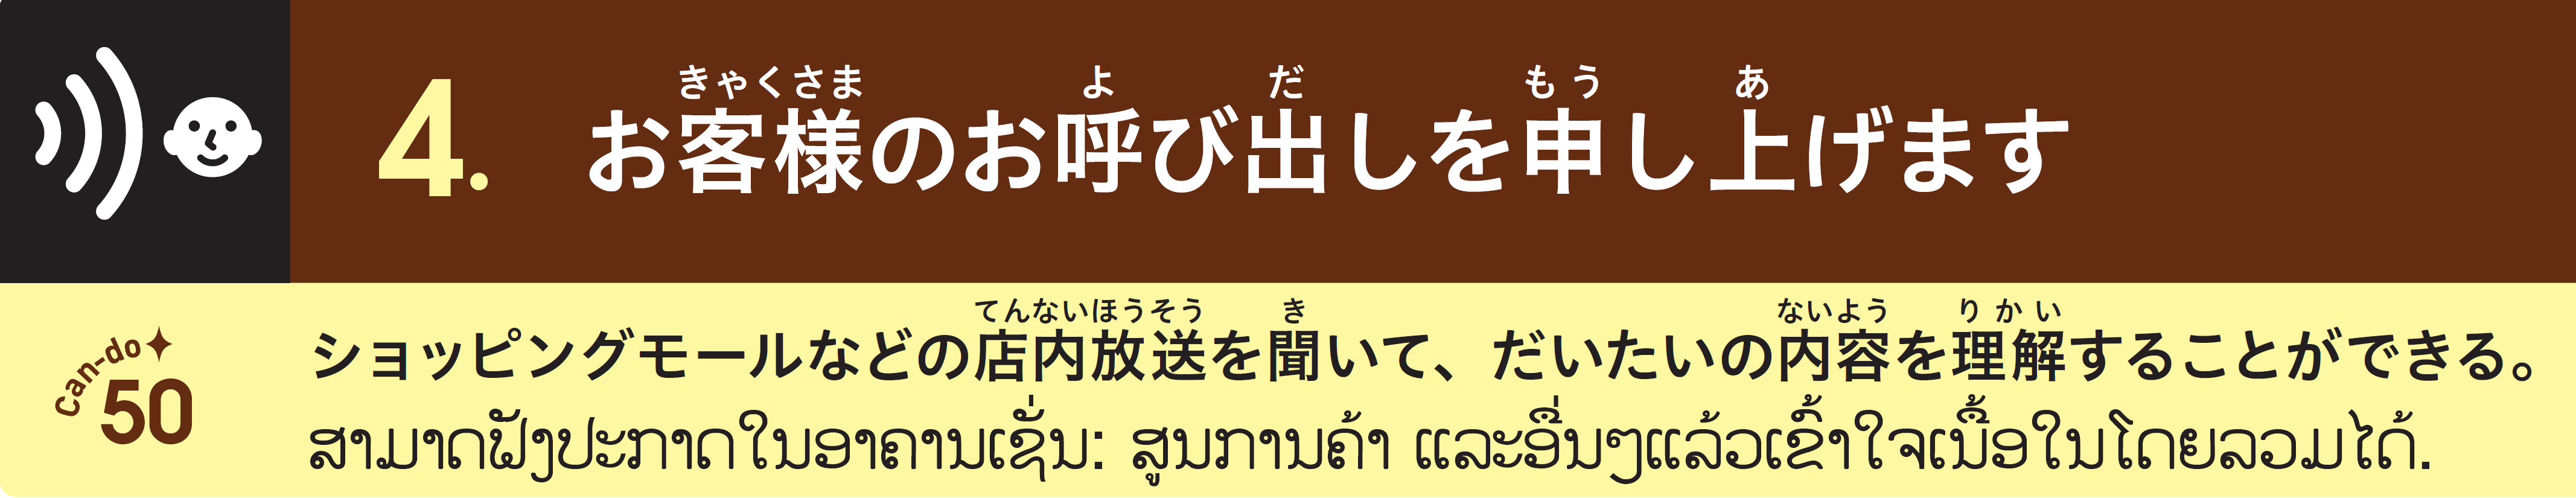 きゃくさま よ だ もう あ
4. お客様のお呼び出しを申し上げます
てんないほうそう き ないよう りかい
Can-do 50
ショッピングモールなどの店内放送を聞いて、だいたいの内容を理解することができる。
ສາມາດຟັງປະກາດໃນອາຄານເຊັ່ນ: ສູນການຄ້າ ແລະອື່ນໆແລ້ວເຂົ້າໃຈເນື້ອໃນໂດຍລວມໄດ້.